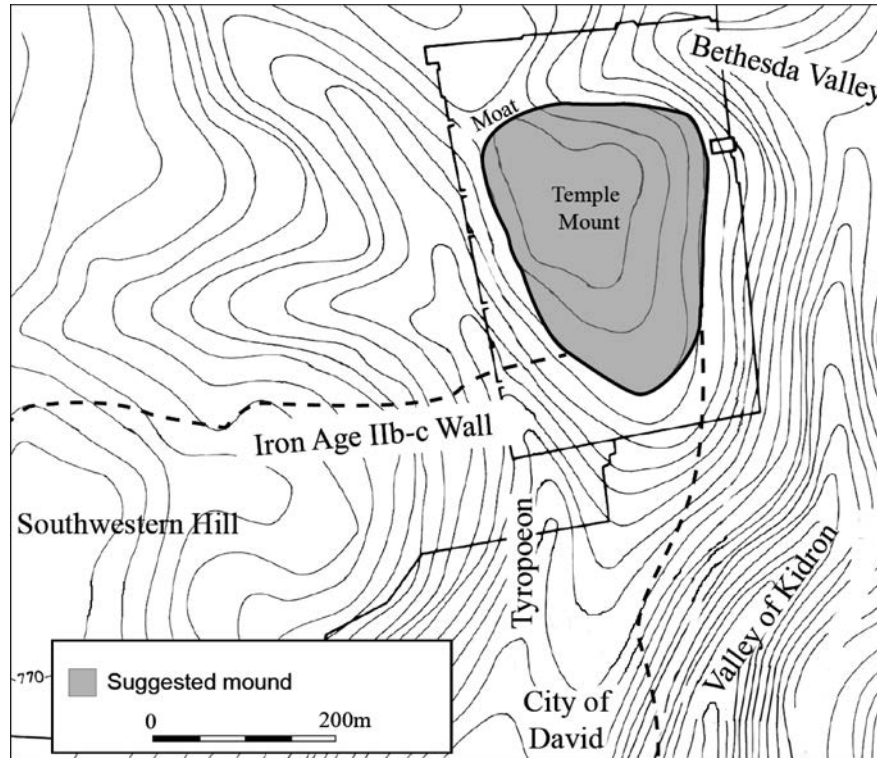 Bethesda Valley
Moat
Temple
Mount
Iron Age IIb-c Wall
Southwestern Hill
Tyropoeon
Valley of Kidron
770
Suggested mound
0 200m
City of
David